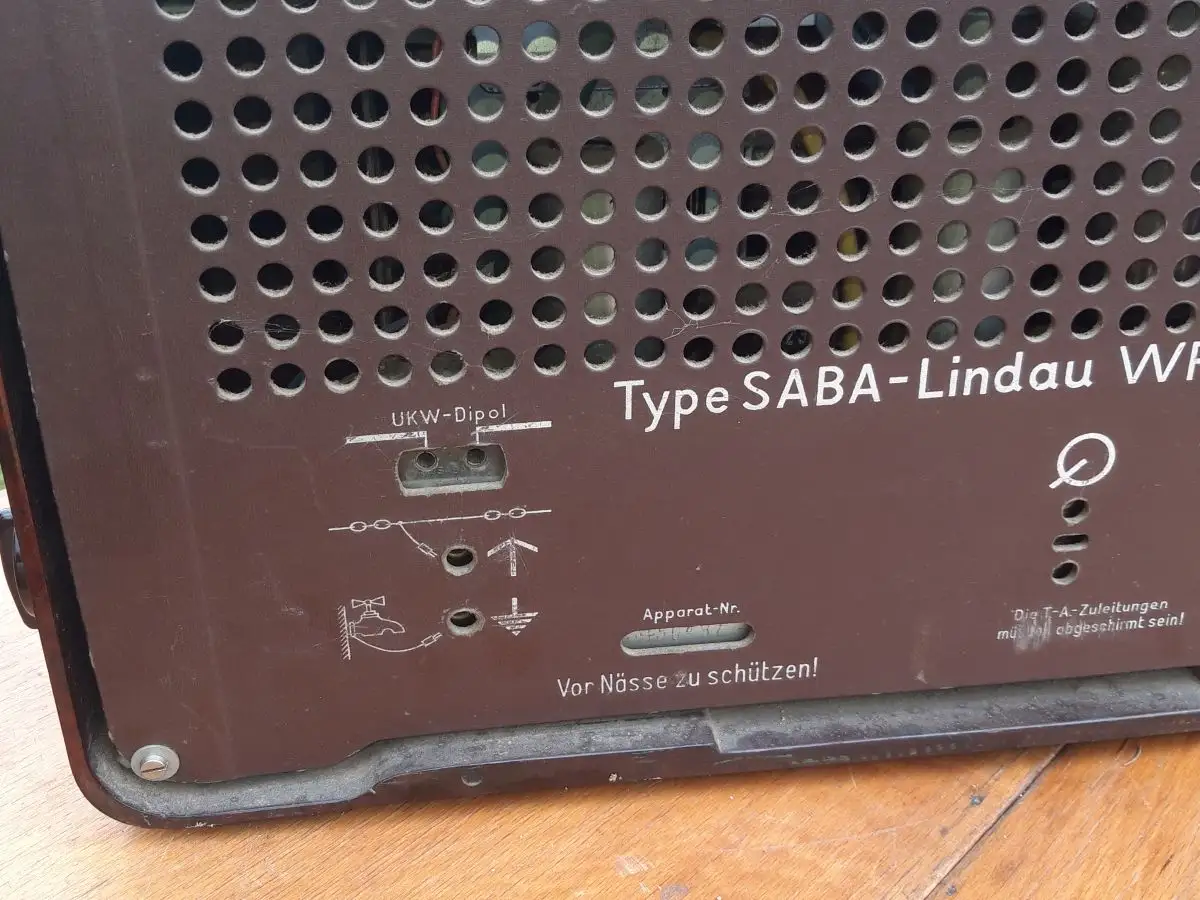 Type SABA-Lindau W
UKW-Dipol
Apparat-Nr.
Die T-A.-Zuleitungen
abgeschirmt sein!
Vor Nässe zu schützen!